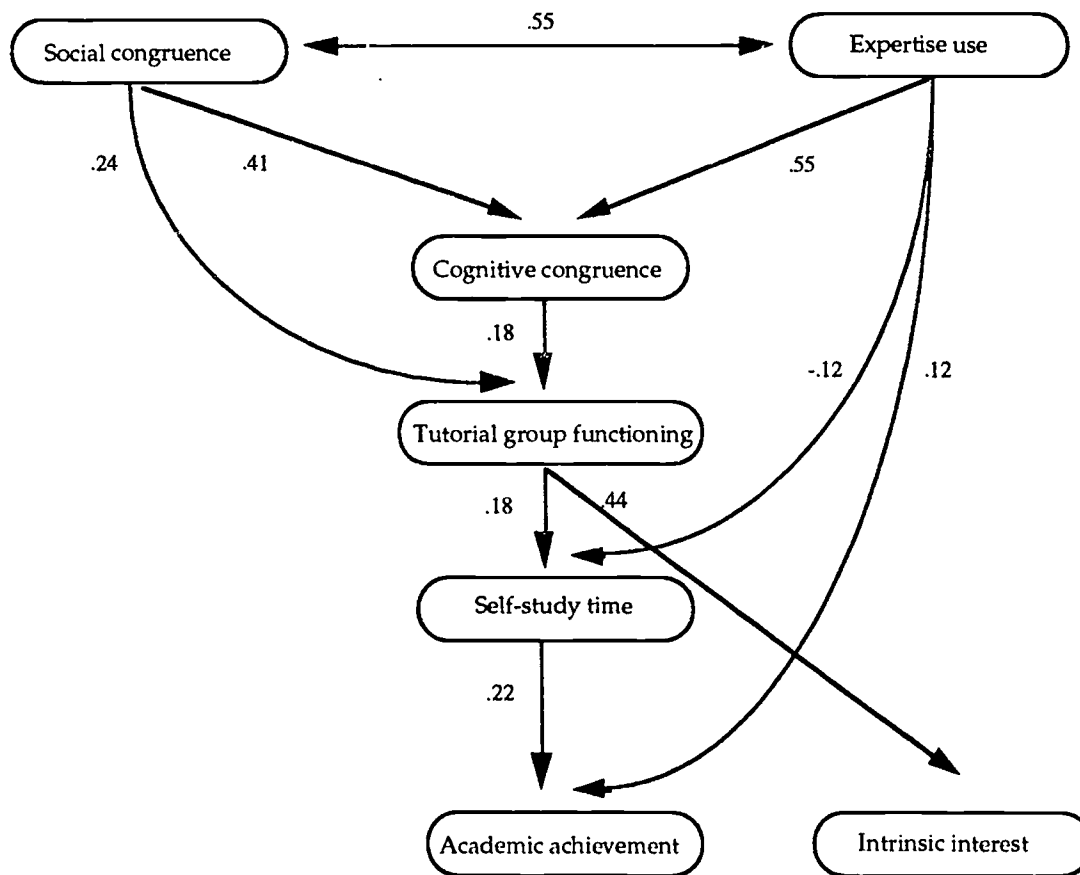 .55
Social congruence
Expertise use
.24
.41
.55
Cognitive congruence
.18
-.12
.12
Tutorial group functioning
.18
.44
Self-study time
.22
Academic achievement
Intrinsic interest